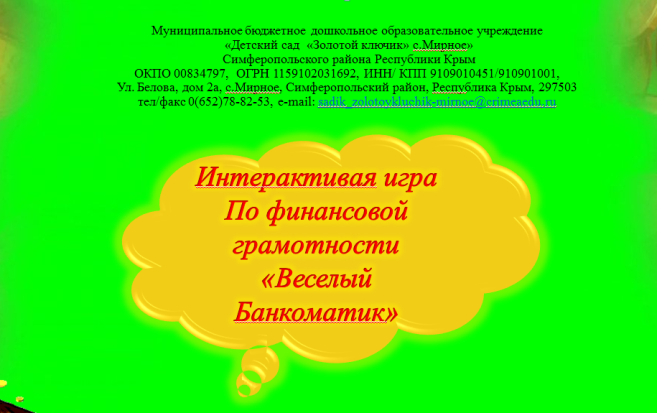 Муниципальное бюджетное дошкольное образовательное учреждение
«Детский сад «Золотой ключик» с.Мирное»
Симферопольского района Республики Крым
ОКПО 00834797, ОГРН 1159102031692, ИНН/ КПП 9109010451/910901001,
Ул. Белова, дом 2а, с.Мирное, Симферопольский район, Республика Крым, 297503
тел/факс 0(652)78-82-53, e-mail: sadik_zolotoykluchik-mirnoe@crimeaedu.ru
Интерактивая игра
По финансовой
грамотности
«Веселый
Банкоматик»